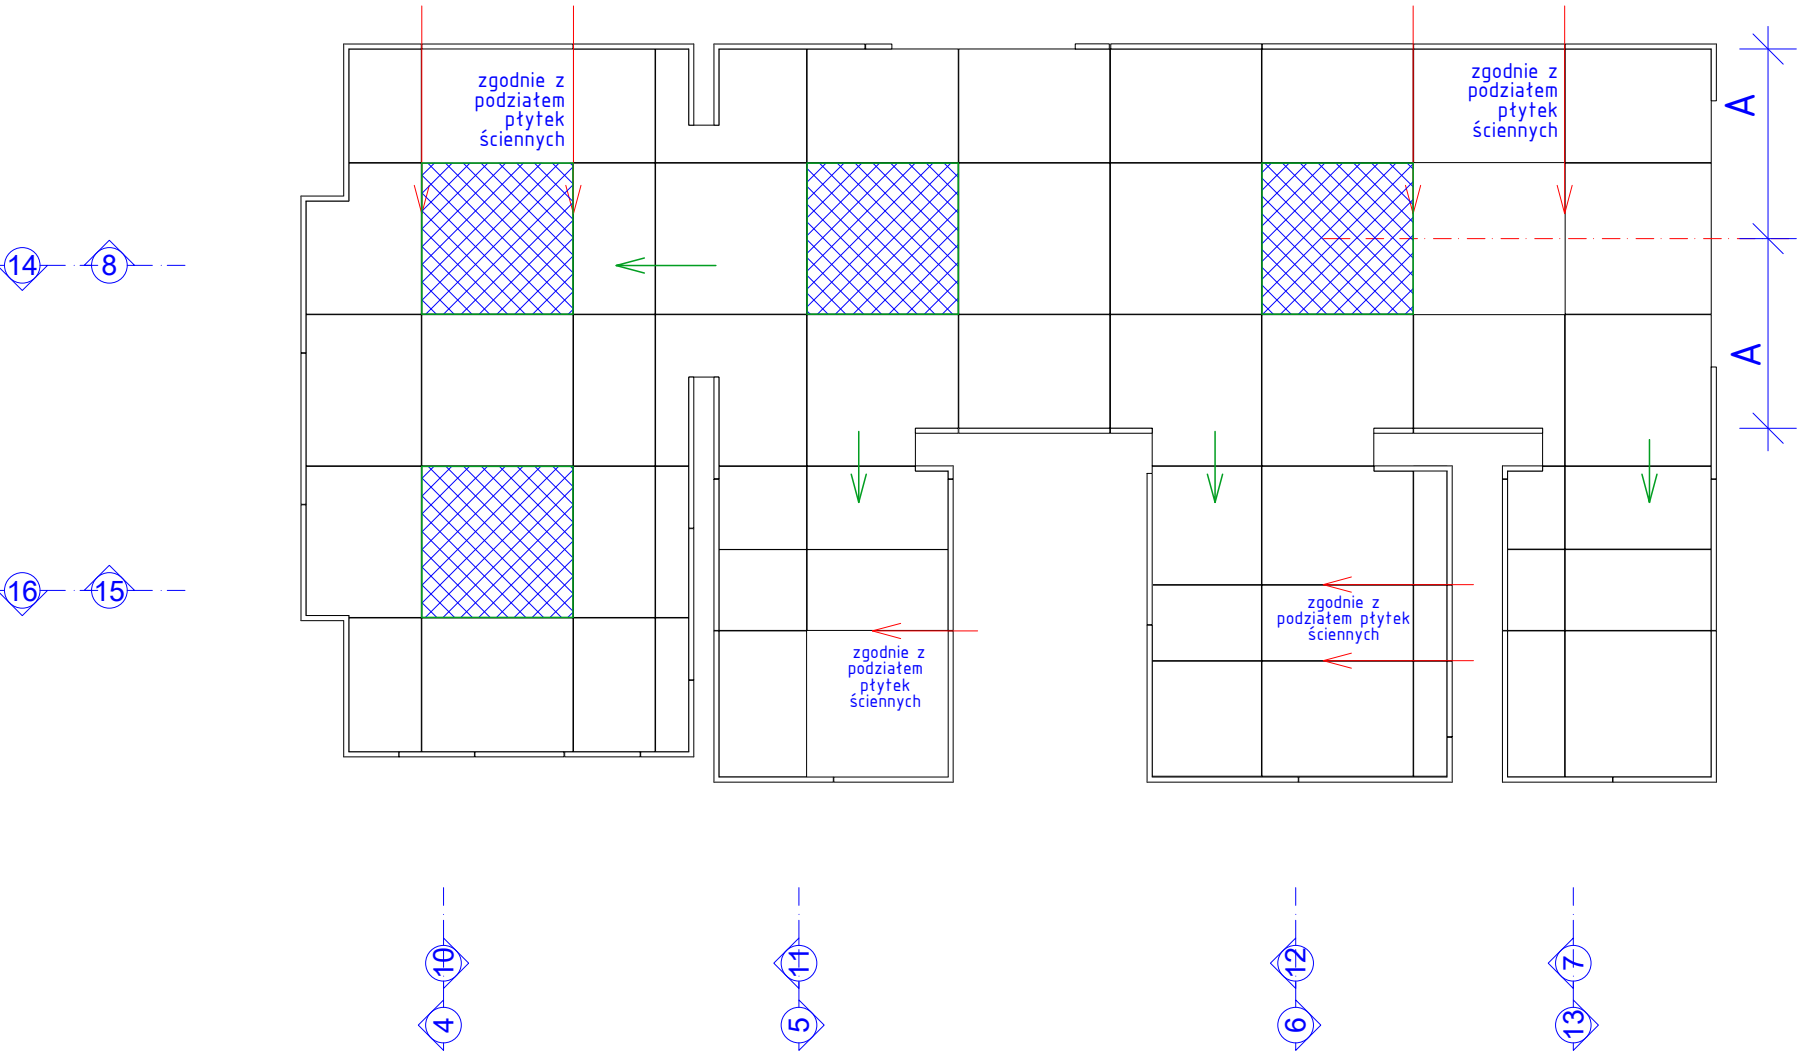 zgodnie z
podziałem
płytek
ściennych
zgodnie z
podziałem
płytek
ściennych
A
14
8
A
16
15
zgodnie z
podziałem płytek
ściennych
zgodnie z
podziałem
płytek
ściennych
10
11
12
7
4
5
6
13